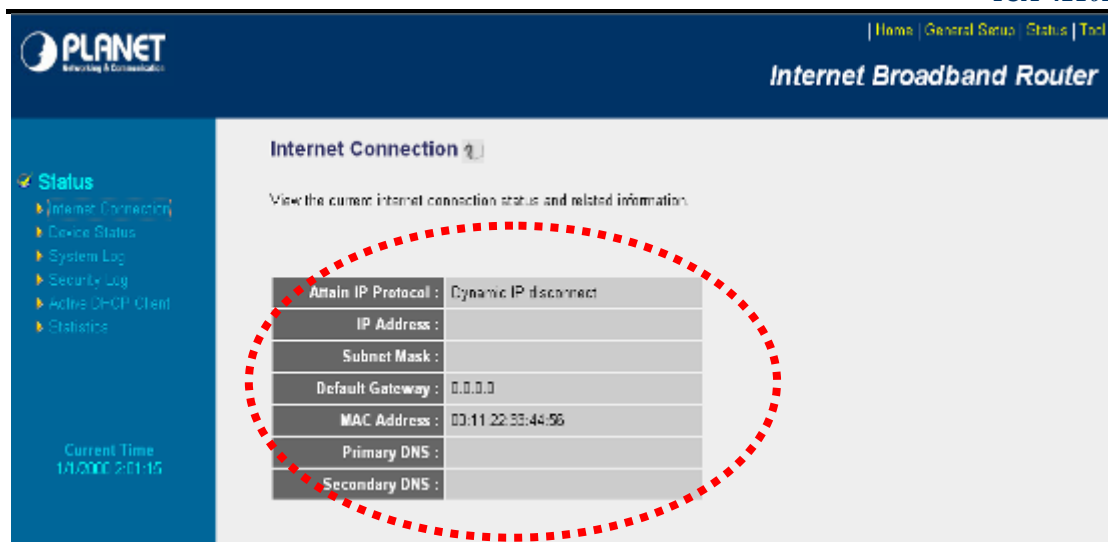 | Home | General Setup | Status | Tool
PLANET
Networking & Communication
Internet Broadband Router
Internet Connection
View the current internet connection status and related information.
Status
Internet Connection
Device Status
System Log
Security Log
Active DHCP Client
Statistics
Attain IP Protocol : Dynamic IP disconnect
IP Address :
Subnet Mask :
Default Gateway : 0.0.0.0
MAC Address : 00:11:22:33:44:56
Primary DNS :
Secondary DNS :
Current Time
1/1/2000 2:01:15